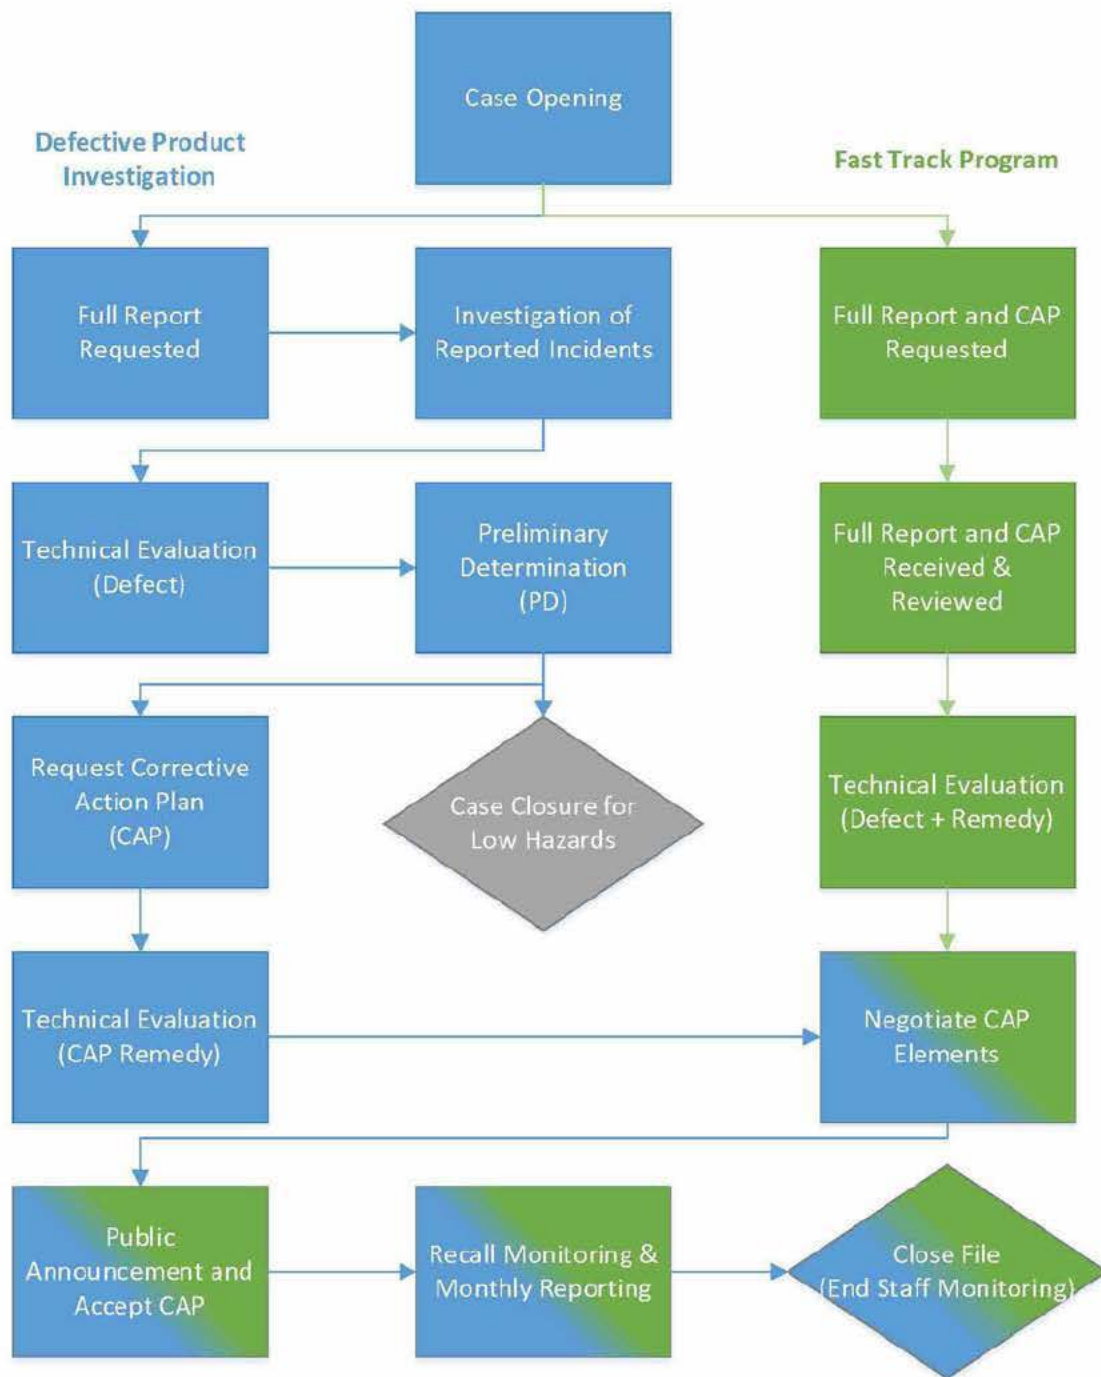 Case Opening
Defective Product
Investigation
Fast Track Program
Full Report
Requested
Investigation of
Reported Incidents
Full Report and CAP
Requested
Technical Evaluation
(Defect)
Preliminary
Determination
(PD)
Full Report and CAP
Received &
Reviewed
Request Corrective
Action Plan
(CAP)
Case Closure for
Low Hazards
Technical Evaluation
(Defect + Remedy)
Technical Evaluation
(CAP Remedy)
Negotiate CAP
Elements
Public
Announcement and
Accept CAP
Recall Monitoring &
Monthly Reporting
Close File
(End Staff Monitoring)